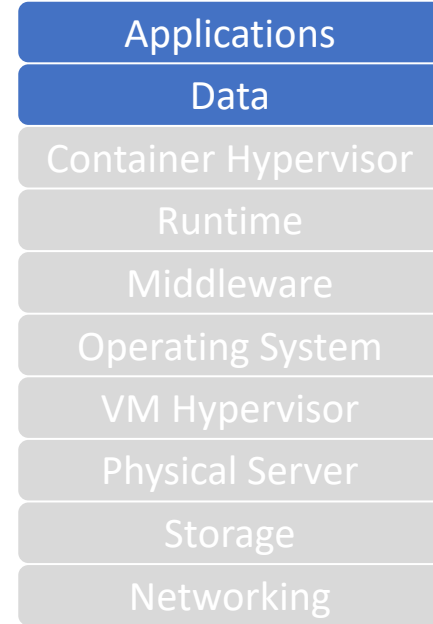 Applications
Data
Container Hypervisor
Runtime
Middleware
Operating System
VM Hypervisor
Physical Server
Storage
Networking